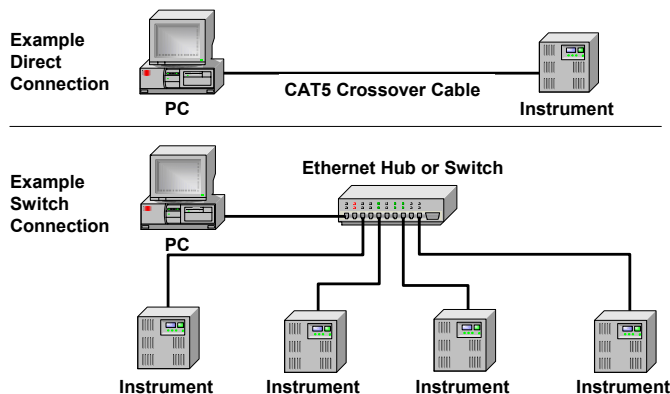 Example
Direct
Connection
CAT5 Crossover Cable
PC
Instrument
Example
Switch
Connection
Ethernet Hub or Switch
PC
Instrument
Instrument
Instrument
Instrument